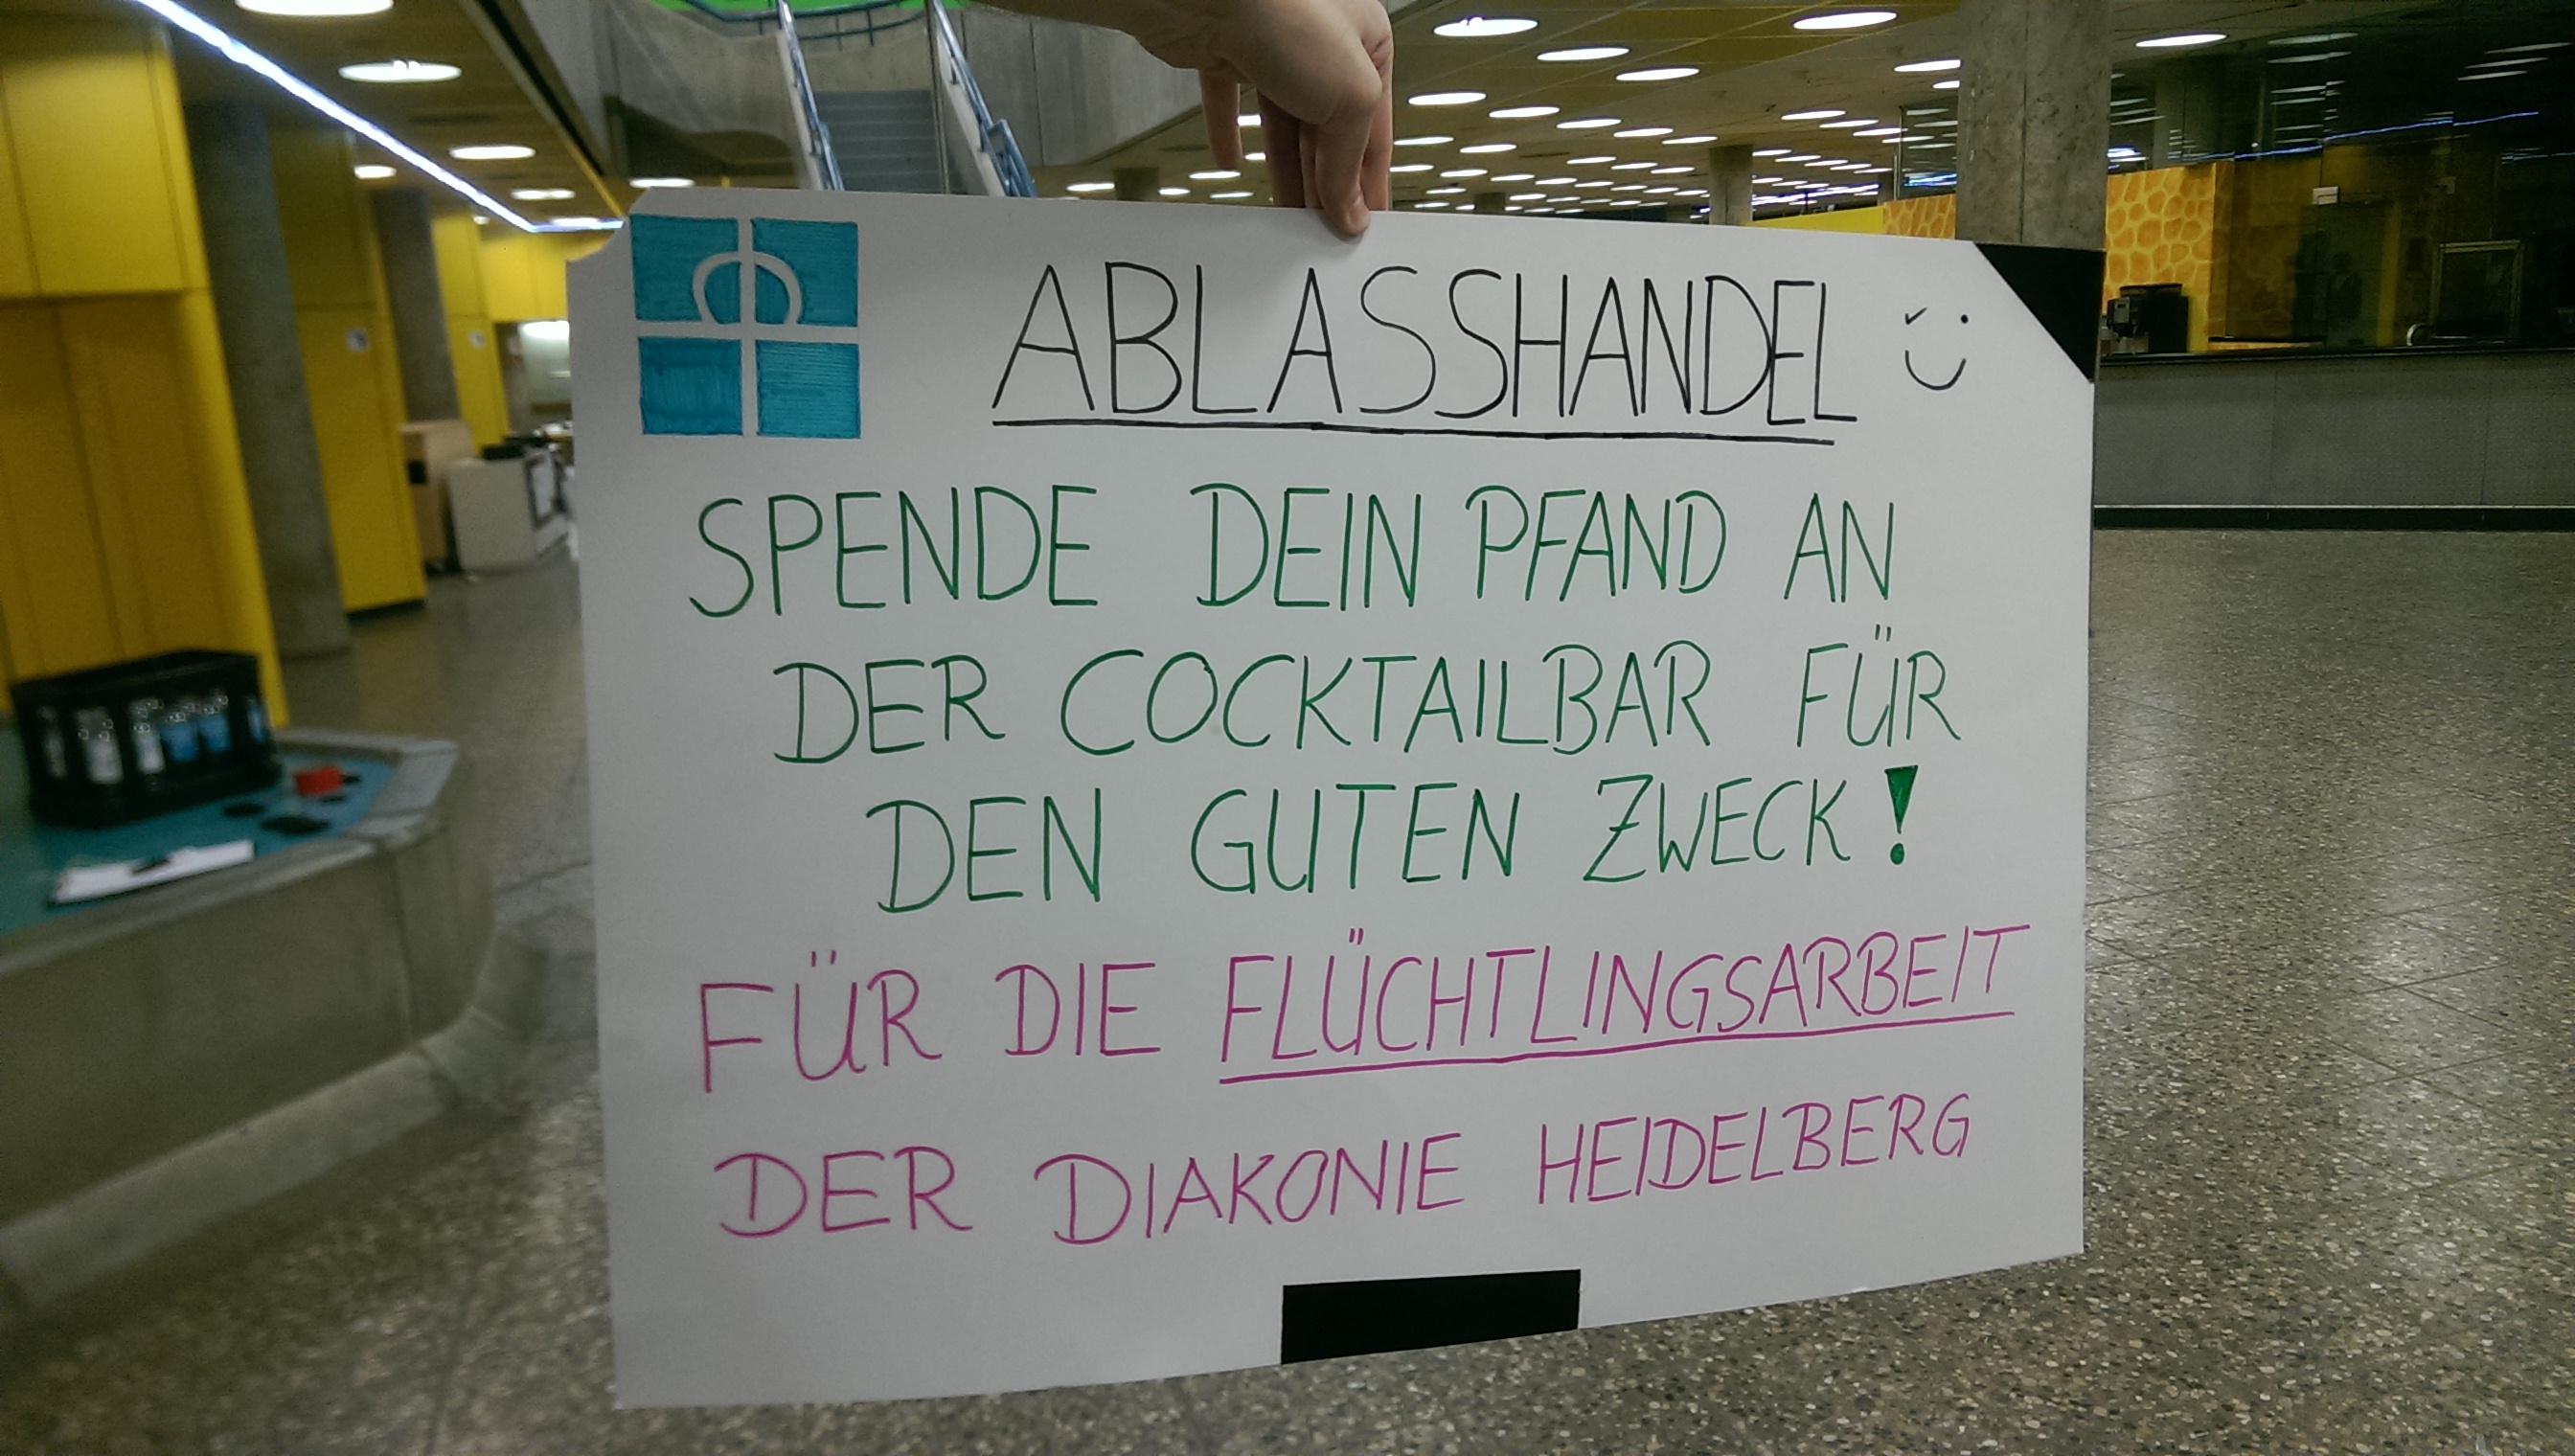 ABLASSHANDEL
SPENDE DEIN PFAND AN
DER COCKTAILBAR FÜR
DEN GUTEN ZWECK!
FÜR DIE FLÜCHTLINGSARBEIT
DER DIAKONIE HEIDELBERG